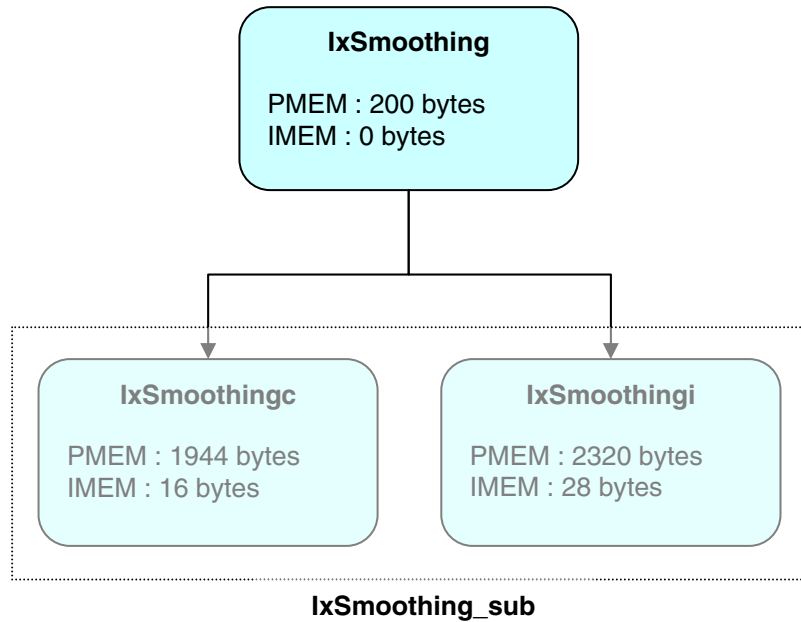 IxSmoothing
PMEM : 200 bytes
IMEM : 0 bytes
IxSmoothingc
PMEM : 1944 bytes
IMEM : 16 bytes
IxSmoothingi
PMEM : 2320 bytes
IMEM : 28 bytes
IxSmoothing_sub